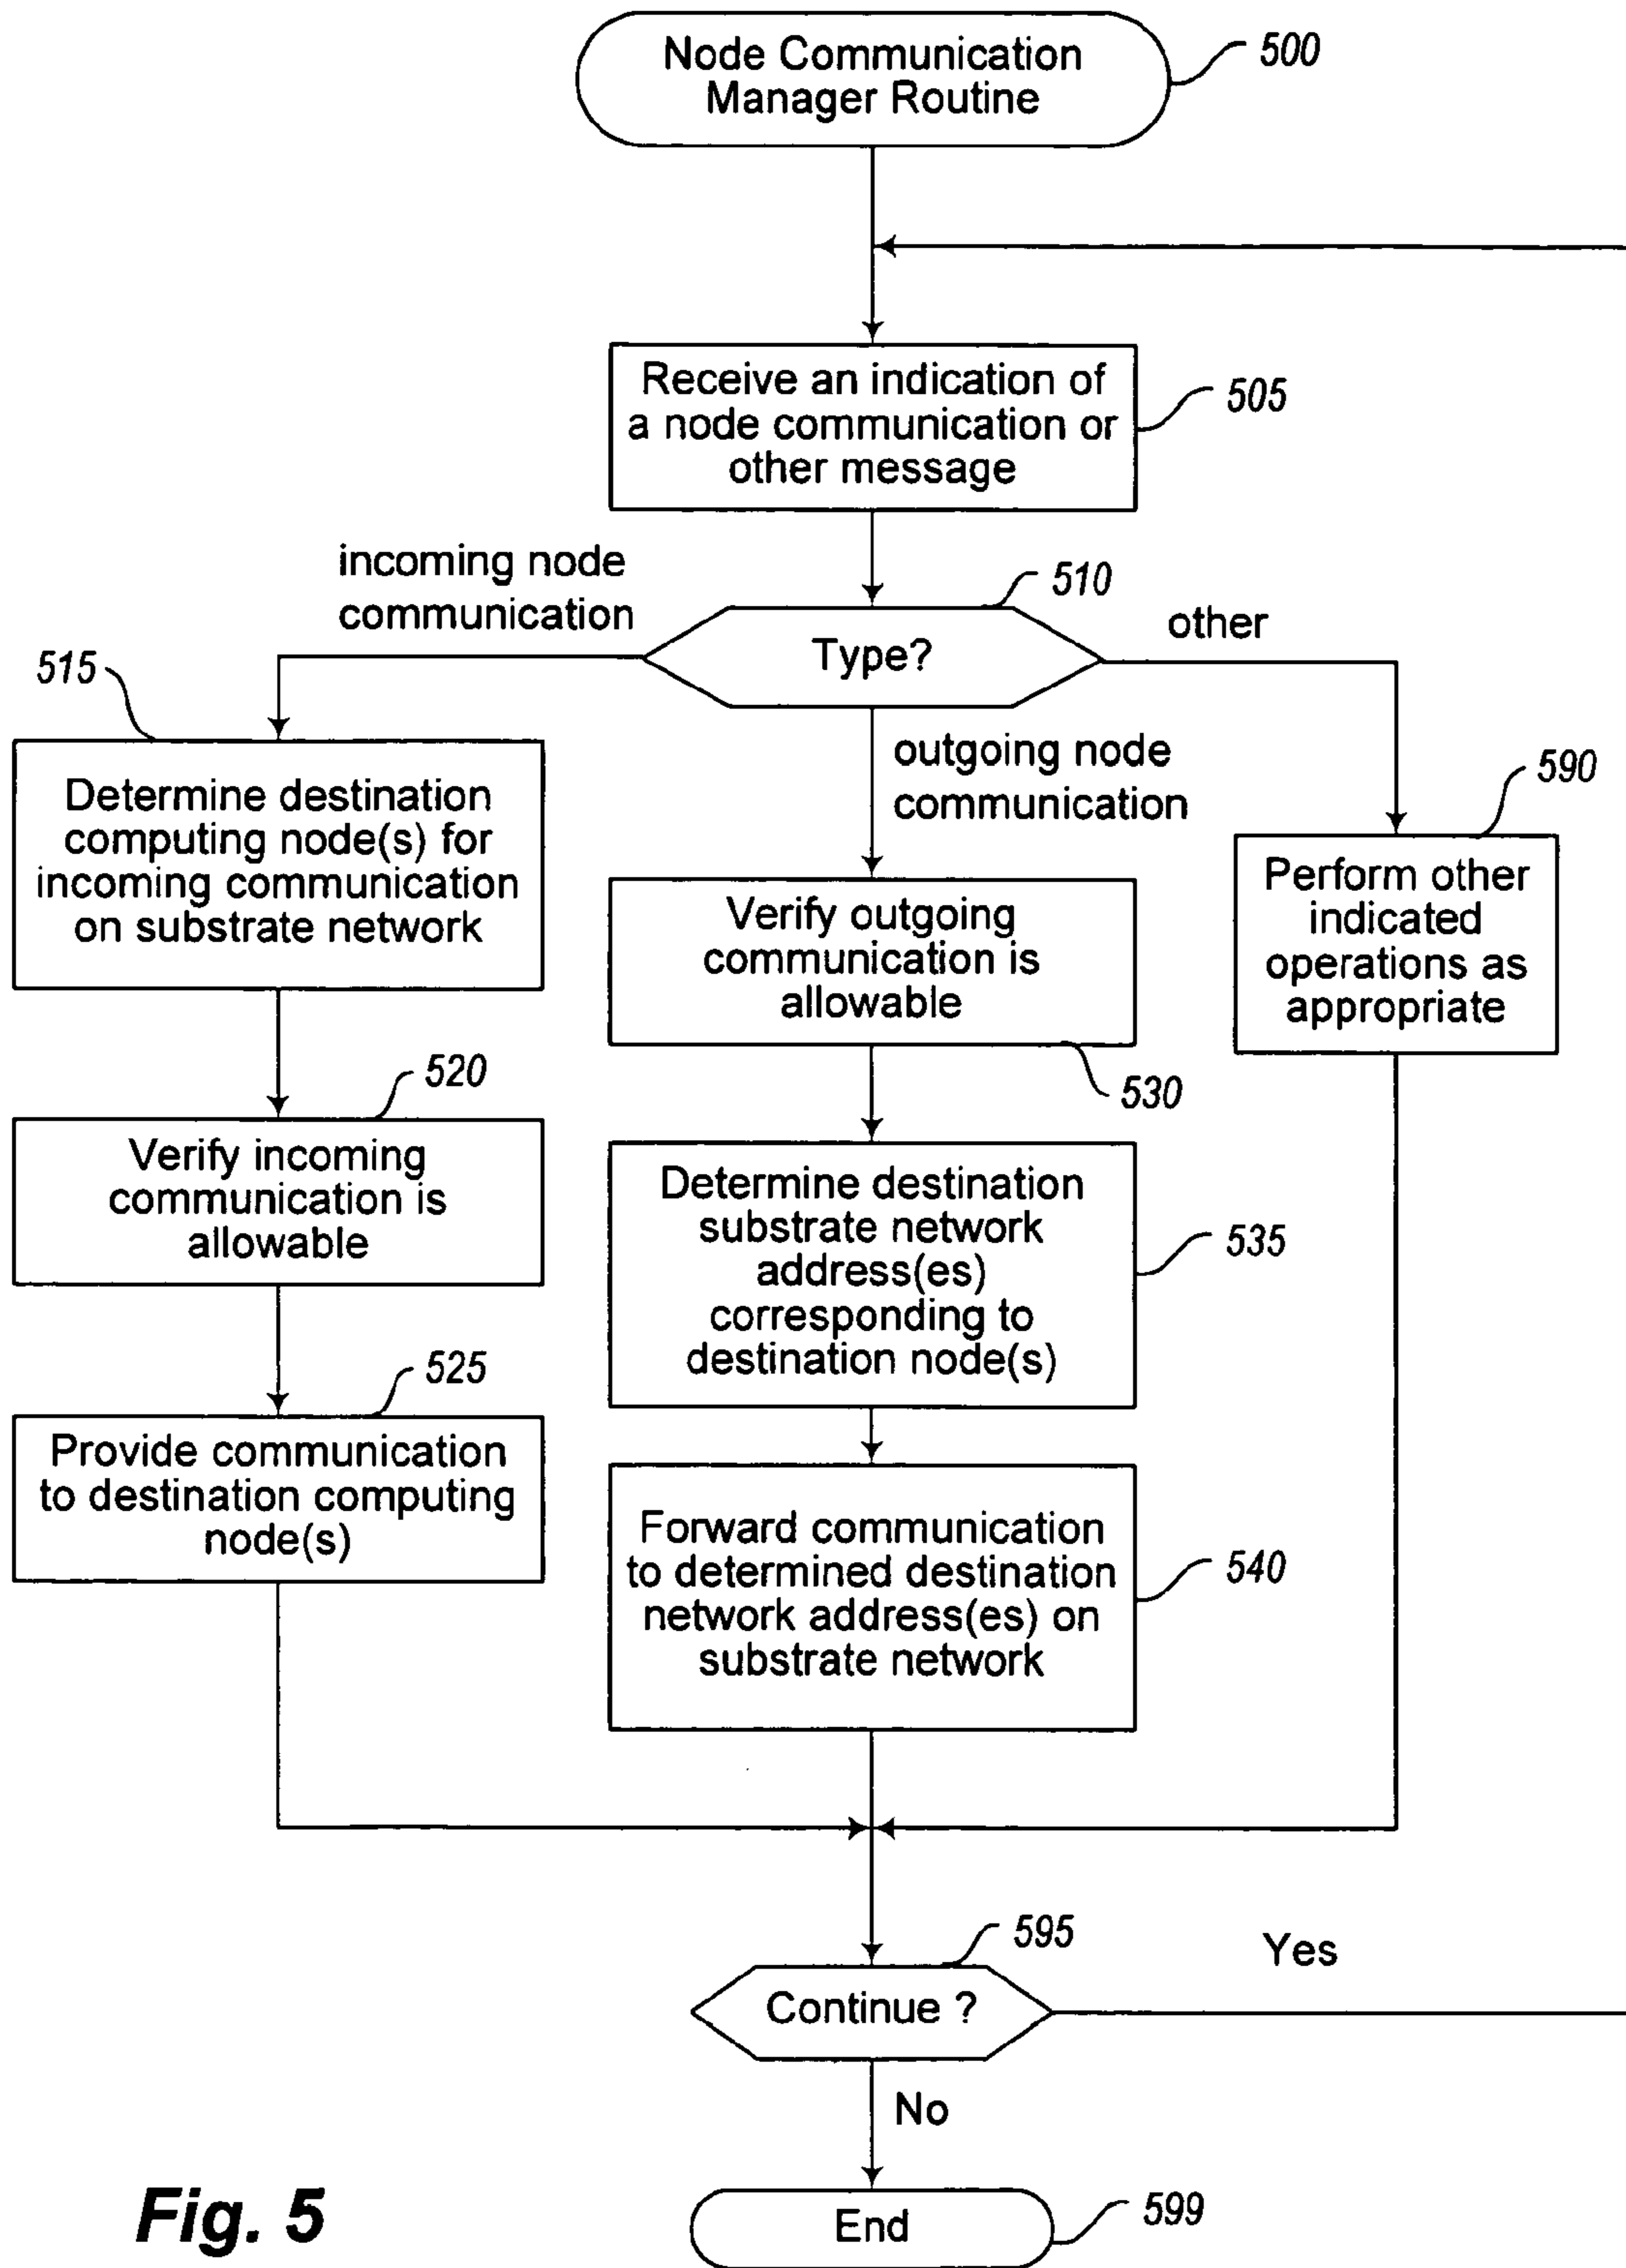 Node Communication
Manager Routine
500
Receive an indication of
a node communication or
other message
505
incoming node
communication
510
Type?
other
515
Determine destination
computing node(s) for
incoming communication
on substrate network
outgoing node
communication
590
Perform other
indicated
operations as
appropriate
Verify outgoing
communication is
allowable
530
520
Verify incoming
communication is
allowable
Determine destination
substrate network
address(es)
corresponding to
destination node(s)
535
525
Provide communication
to destination computing
node(s)
Forward communication
to determined destination
network address(es) on
substrate network
540
595
Continue ?
Yes
No
End
599
Fig. 5